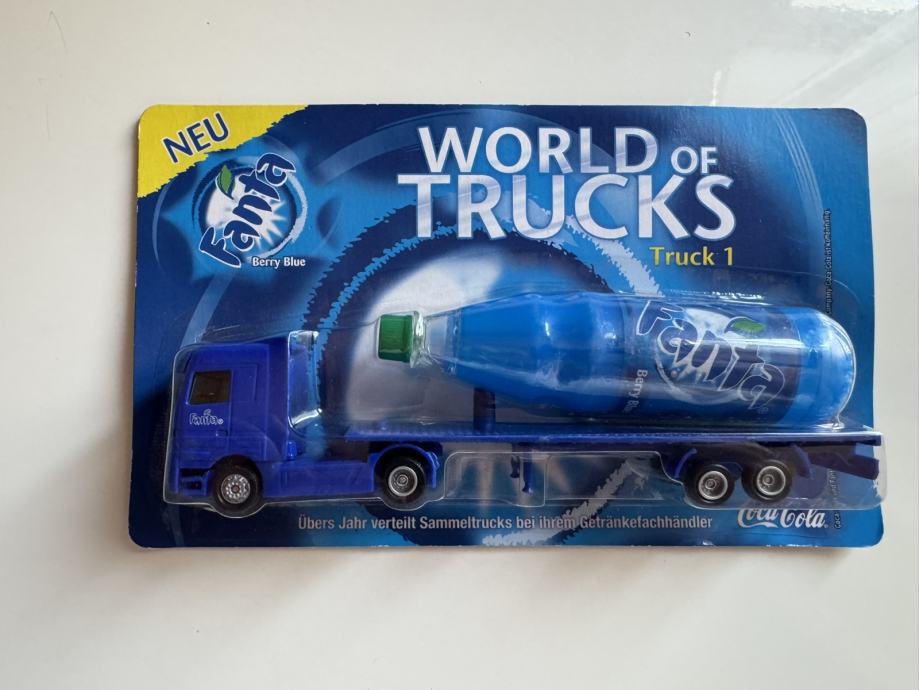 NEU
Fanta
Berry Blue
WORLD OF
TRUCKS
Truck 1
Fanta
Berry
Fanta
Übers Jahr verteilt Sammeltrucks bei ihrem Getränkefachhändler
Coca-Cola